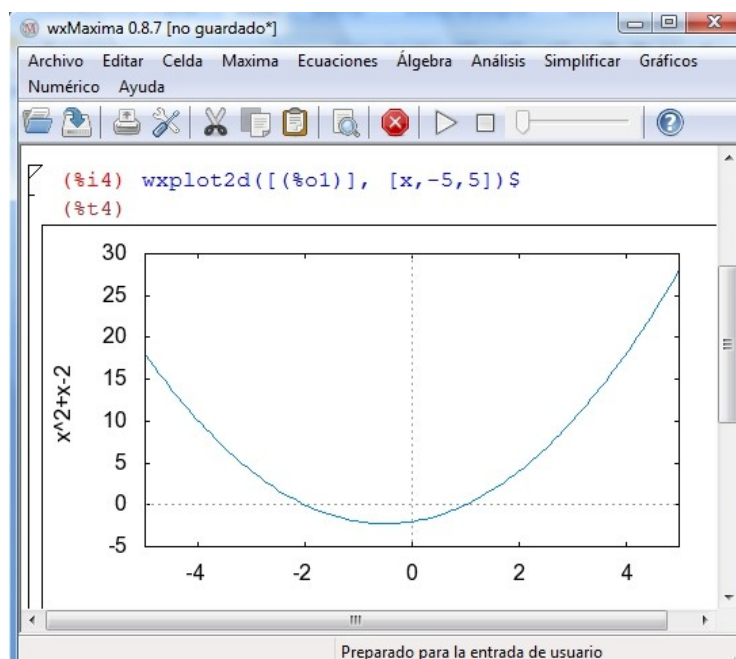 wxMaxima 0.8.7 [no guardado*]
Archivo Editar Celda Maxima Ecuaciones Álgebra Análisis Simplificar Gráficos
Numérico Ayuda
(%i4) wxplot2d([(%o1)], [x,-5,5])$
(%t4)
30
25
20
15
10
5
0
-5
x^2+x-2
-4 -2 0 2 4
Preparado para la entrada de usuario